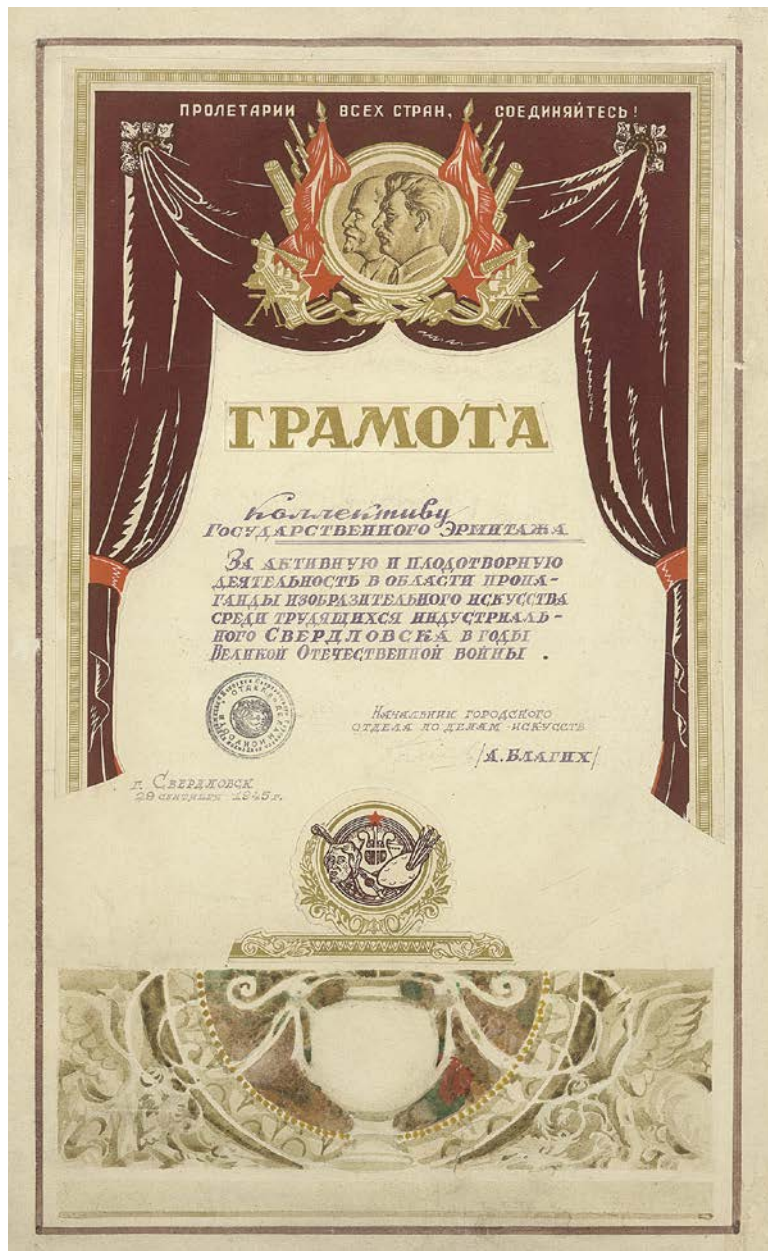 ПРОЛЕТАРИИ ВСЕХ СТРАН, СОЕДИНЯЙТЕСЬ!
ГРАМОТА
Коллективу
Государственного Эрмитажа
За активную и плодотворную
деятельность в области пропа-
ганды изобразительного искусства
среди трудящихся индустриаль-
ного Свердловска в годы
Великой Отечественной войны.
Начальник городского
отдела по делам искусств
/А. БЛАГИХ/
г. Свердловск
29 сентября 1945 г.